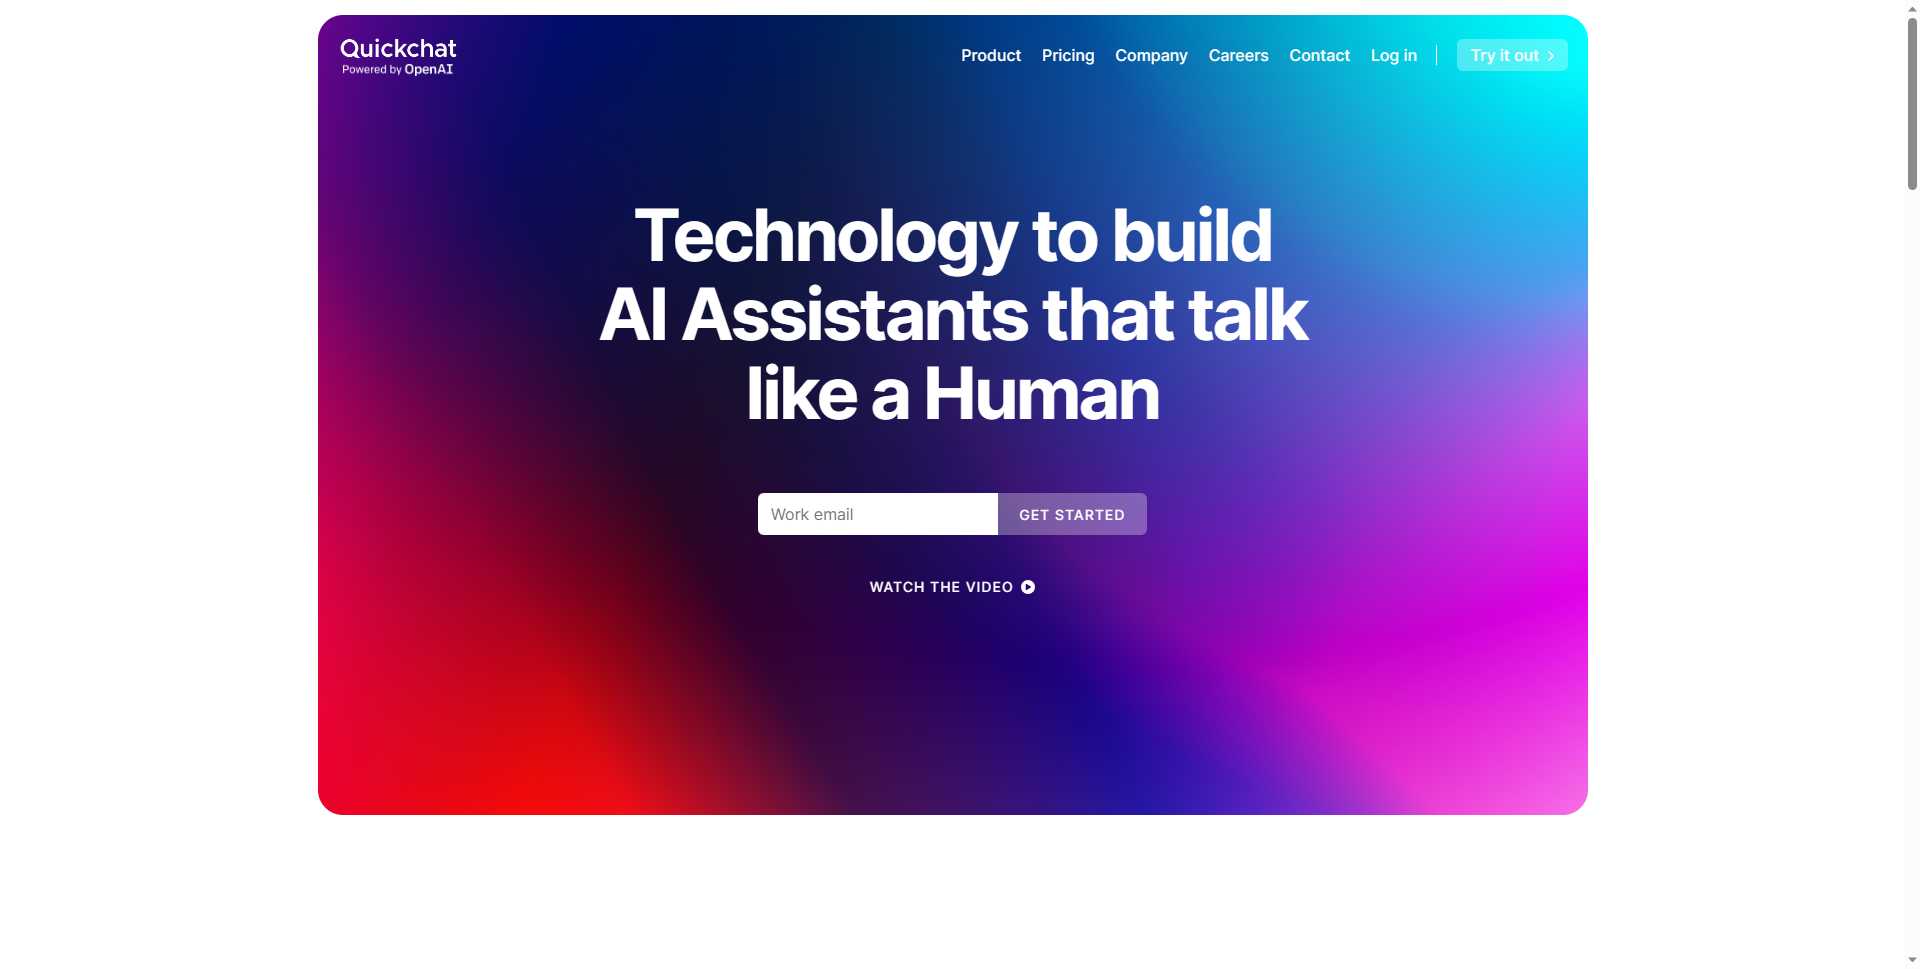 Quickchat
Powered by OpenAI
Product Pricing Company Careers Contact Log in Try it out
Technology to build
AI Assistants that talk
like a Human
Work email GET STARTED
WATCH THE VIDEO